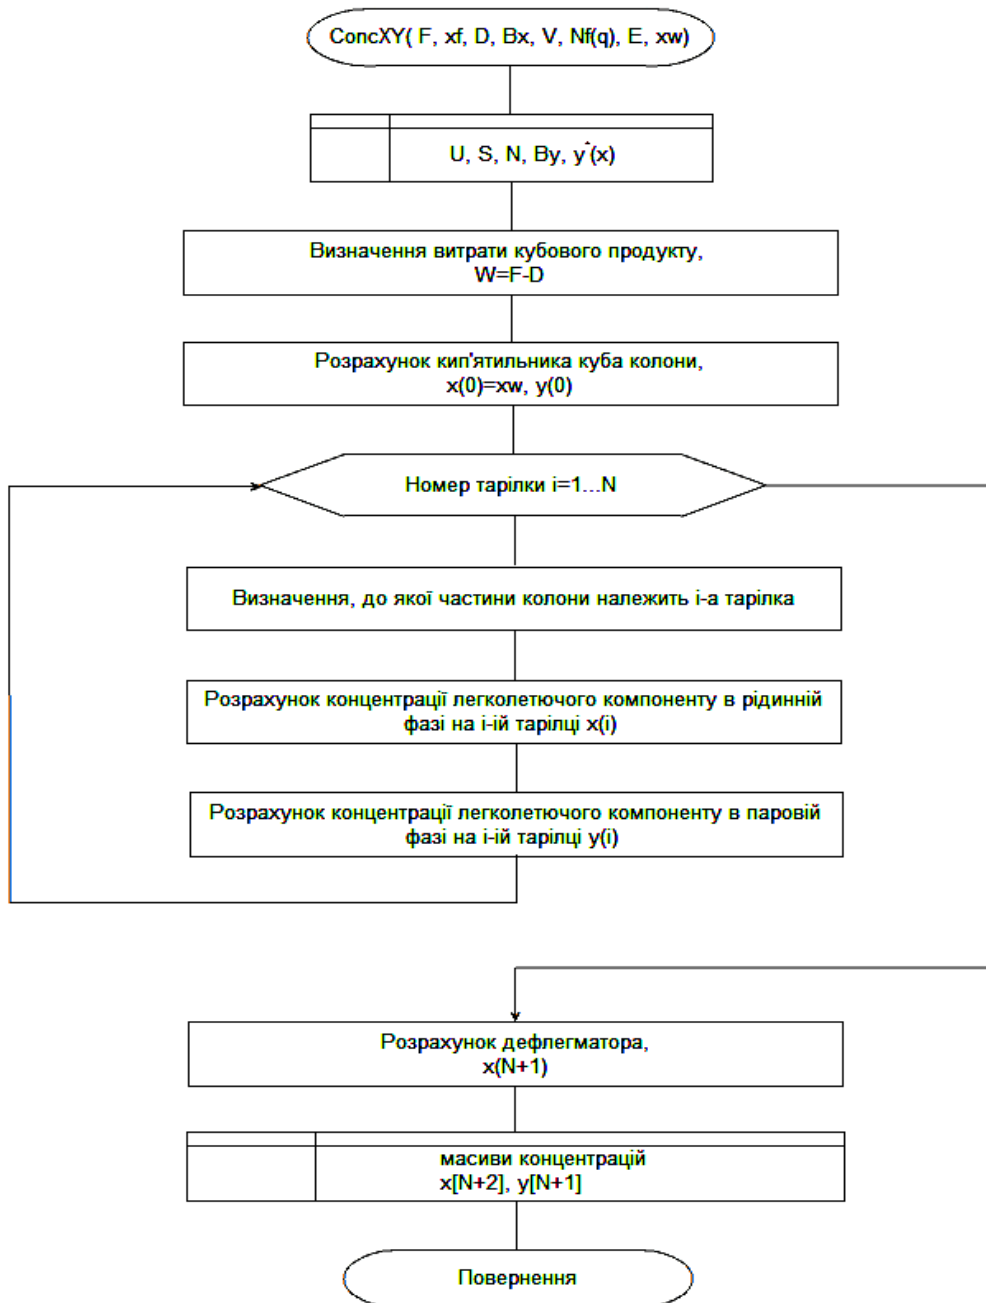 ConcXY( F, xf, D, Bx, V, Nf(q), E, xw)
U, S, N, By, y*(x)
Визначення витрати кубового продукту,
W=F-D
Розрахунок кип'ятильника куба колони,
x(0)=xw, y(0)
Номер тарілки i=1...N
Визначення, до якої частини колони належить і-а тарілка
Розрахунок концентрації легколетючого компоненту в рідинній
фазі на і-ій тарілці x(i)
Розрахунок концентрації легколетючого компоненту в паровій
фазі на і-ій тарілці y(i)
Розрахунок дефлегматора,
x(N+1)
масиви концентрацій
x[N+2], y[N+1]
Повернення